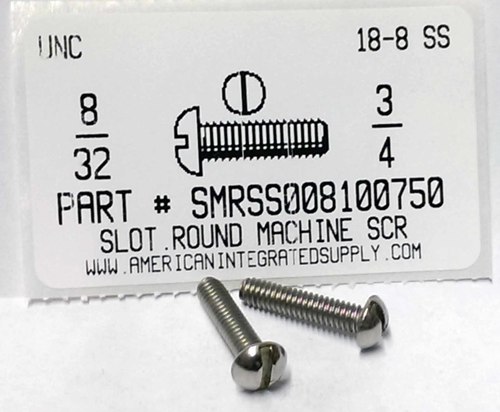 UNC 18-8 SS
8 3
32 4
PART # SMRSS008100750
SLOT.ROUND MACHINE SCR
WWW.AMERICANINTEGRATEDSUPPLY.COM